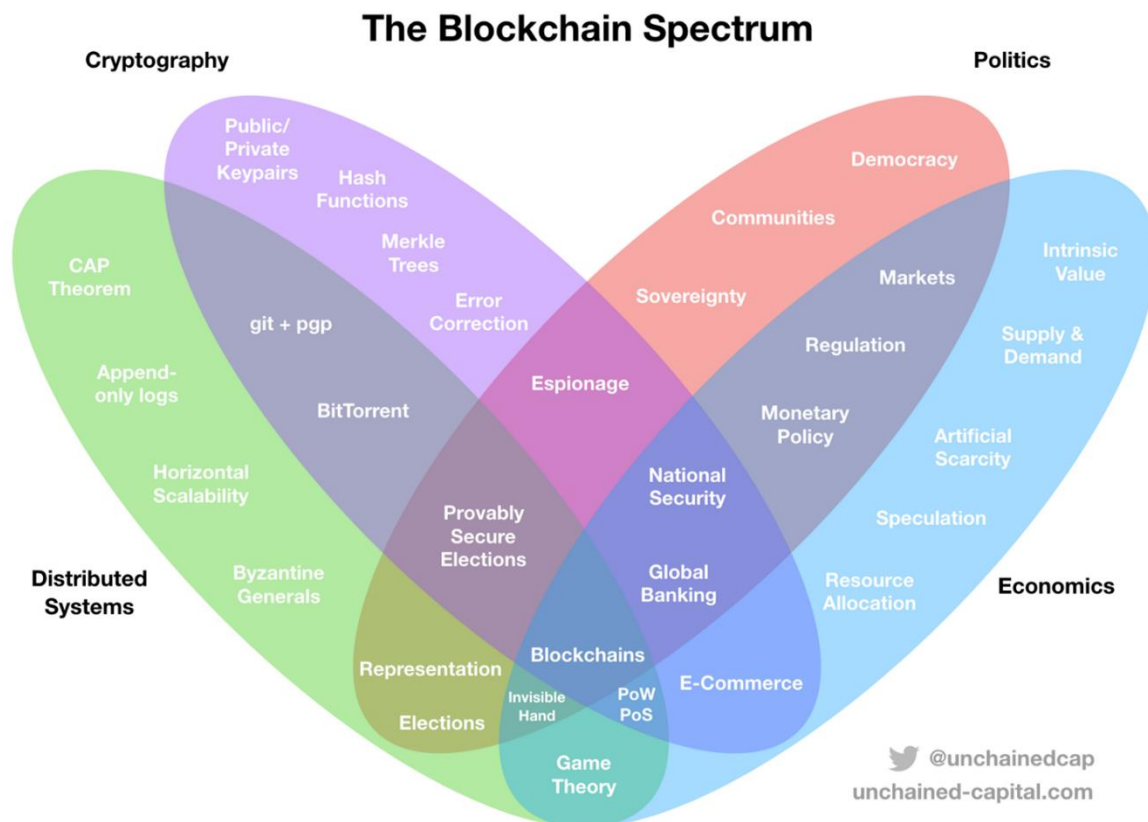 The Blockchain Spectrum
Cryptography
Politics
Public/
Private
Keypairs
Hash
Functions
Merkle
Trees
Error
Correction
Democracy
Communities
Sovereignty
CAP
Theorem
git + pgp
Append-
only logs
BitTorrent
Horizontal
Scalability
Byzantine
Generals
Distributed
Systems
Espionage
Markets
Regulation
Monetary
Policy
Intrinsic
Value
Supply &
Demand
Artificial
Scarcity
Speculation
Resource
Allocation
Economics
National
Security
Global
Banking
Provably
Secure
Elections
Representation
Elections
Blockchains
Invisible
Hand
PoW
PoS
E-Commerce
Game
Theory
@unchainedcap
unchained-capital.com